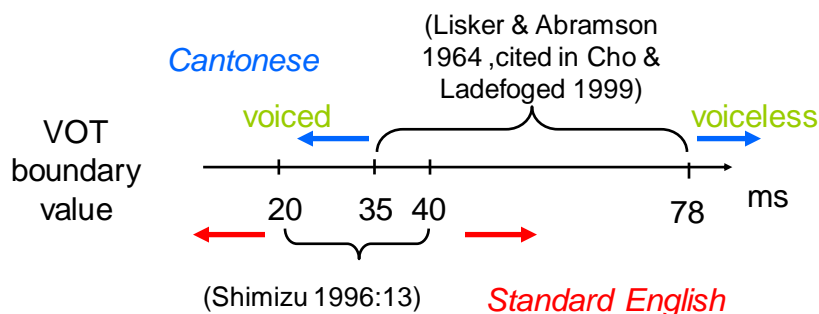 (Lisker & Abramson
1964 ,cited in Cho &
Ladefoged 1999)
Cantonese
voiced
voiceless
VOT
boundary
value
20
35
40
78
ms
(Shimizu 1996:13)
Standard English